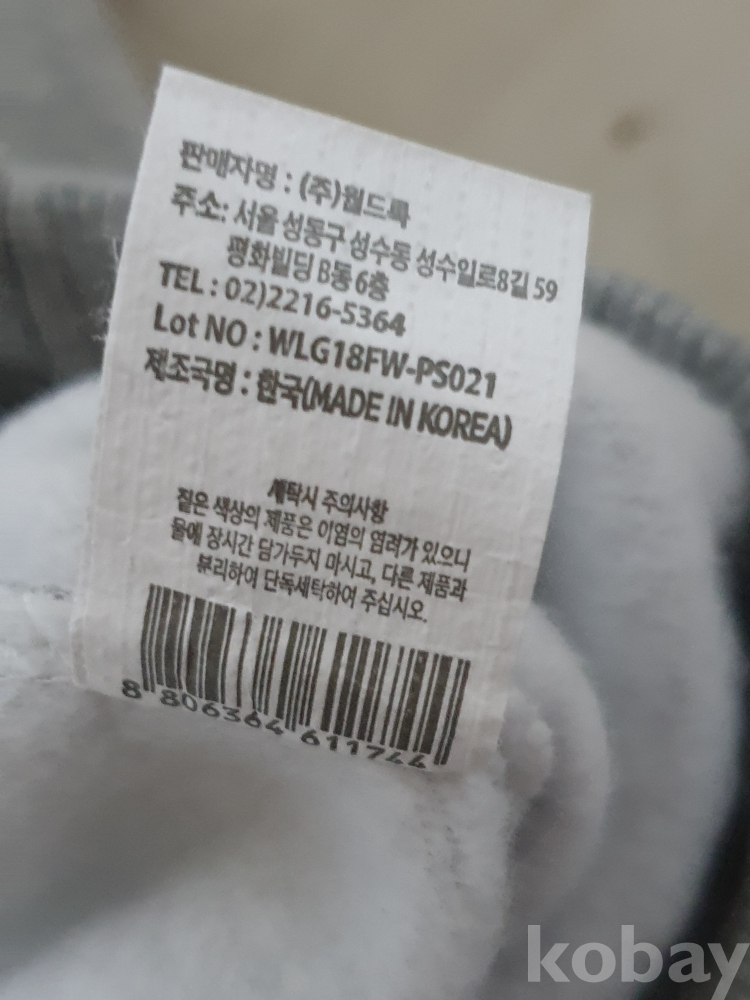 판매자명 : (주)월드룩
주소: 서울 성동구 성수동 성수일로8길 59
평화빌딩 B동 6층
TEL : 02)2216-5364
Lot NO : WLG18FW-PS021
제조국명 : 한국(MADE IN KOREA)
세탁시 주의사항
짙은 색상의 제품은 이염의 염려가 있으니
물에 장시간 담가두지 마시고, 다른 제품과
분리하여 단독세탁하여 주십시오.
8 806364 611744
kobay